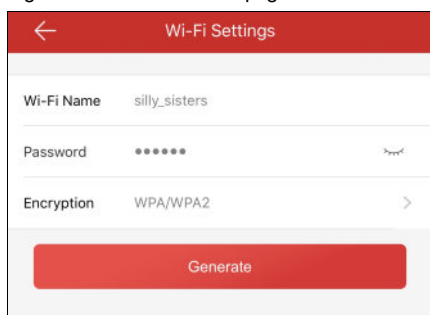 Wi-Fi Settings
Wi-Fi Name silly_sisters
Password ●●●●●●
Encryption WPA/WPA2
Generate